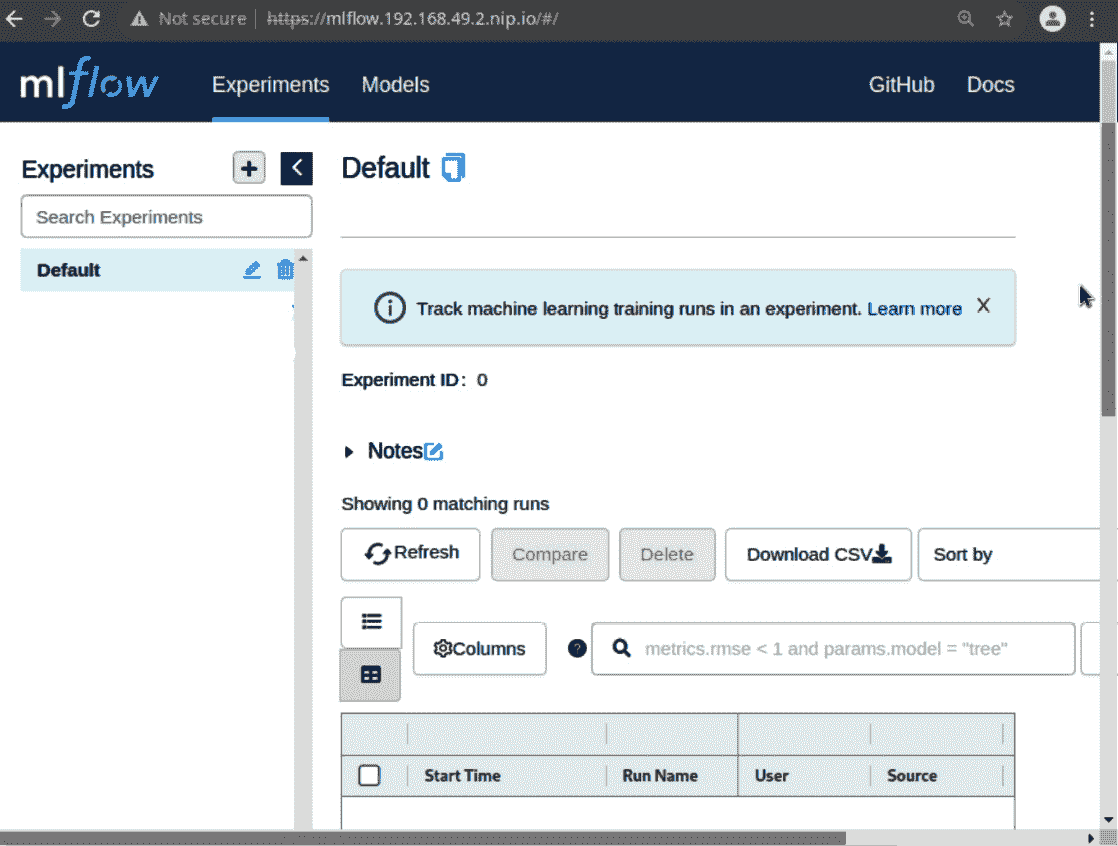 Not secure https://mlflow.192.168.49.2.nip.io/#/
mlflow Experiments Models GitHub Docs
Experiments
Search Experiments
Default
Default
Track machine learning training runs in an experiment. Learn more
Experiment ID: 0
Notes
Showing 0 matching runs
Refresh Compare Delete Download CSV Sort by
Columns ? metrics.rmse < 1 and params.model = "tree"
Start Time Run Name User Source